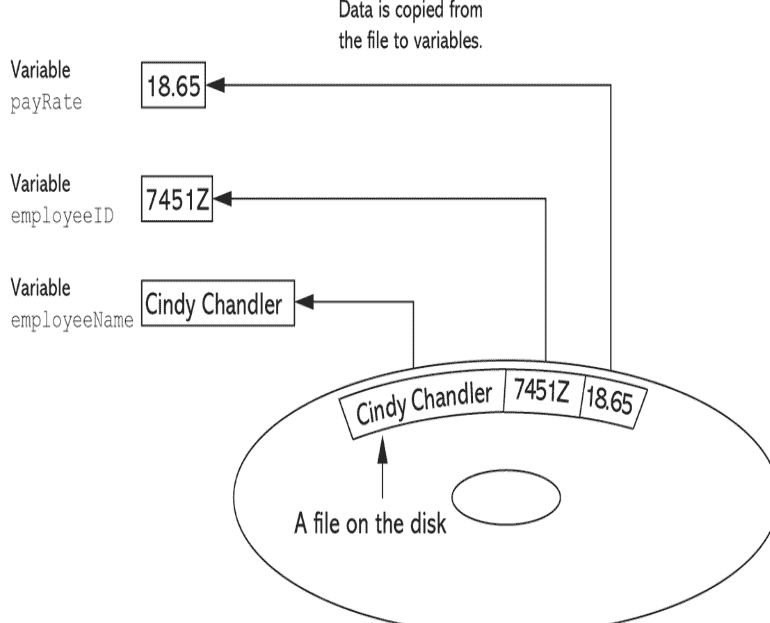 Data is copied from
the file to variables.
Variable
payRate
18.65
Variable
employeeID
7451Z
Variable
employeeName
Cindy Chandler
Cindy Chandler 7451Z 18.65
A file on the disk